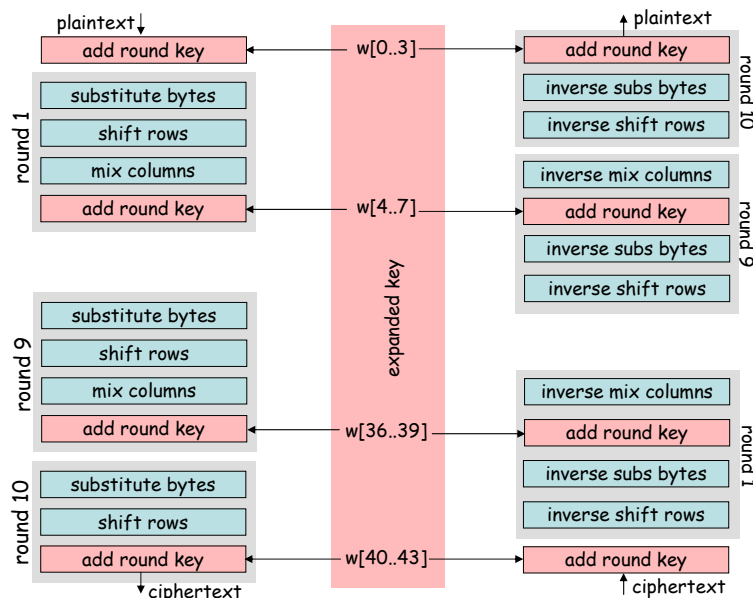 plaintext
add round key
round 1
substitute bytes
shift rows
mix columns
add round key
round 9
substitute bytes
shift rows
mix columns
add round key
round 10
substitute bytes
shift rows
add round key
ciphertext
w[0..3]
w[4..7]
expanded key
w[36..39]
w[40..43]
plaintext
add round key
inverse subs bytes
inverse shift rows
round 10
inverse mix columns
add round key
inverse subs bytes
inverse shift rows
round 9
inverse mix columns
add round key
inverse subs bytes
inverse shift rows
round 1
add round key
ciphertext